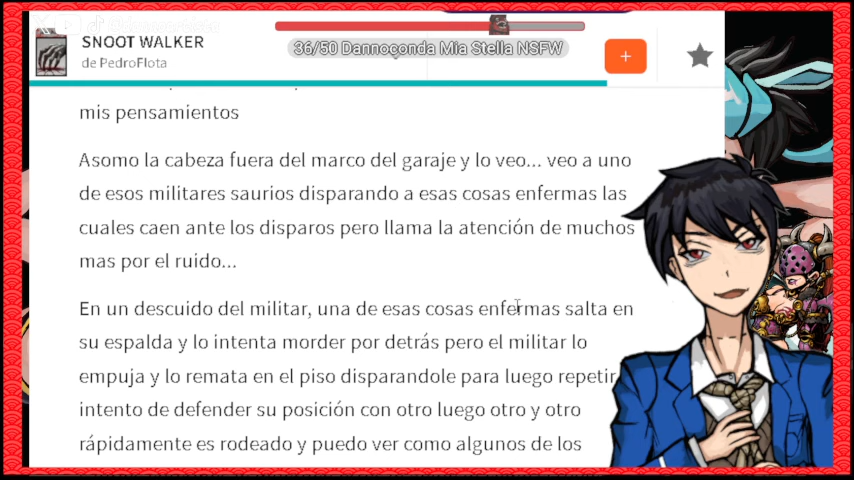 SNOOT WALKER
de PedroFlota
36/50 Dannoconda Mia Stella NSFW
mis pensamientos
Asomo la cabeza fuera del marco del garaje y lo veo... veo a uno
de esos militares saurios disparando a esas cosas enfermas las
cuales caen ante los disparos pero llama la atención de muchos
mas por el ruido...
En un descuido del militar, una de esas cosas enfermas salta en
su espalda y lo intenta morder por detrás pero el militar lo
empuja y lo remata en el piso disparandole para luego repetir
intento de defender su posición con otro luego otro y otro
rápidamente es rodeado y puedo ver como algunos de los